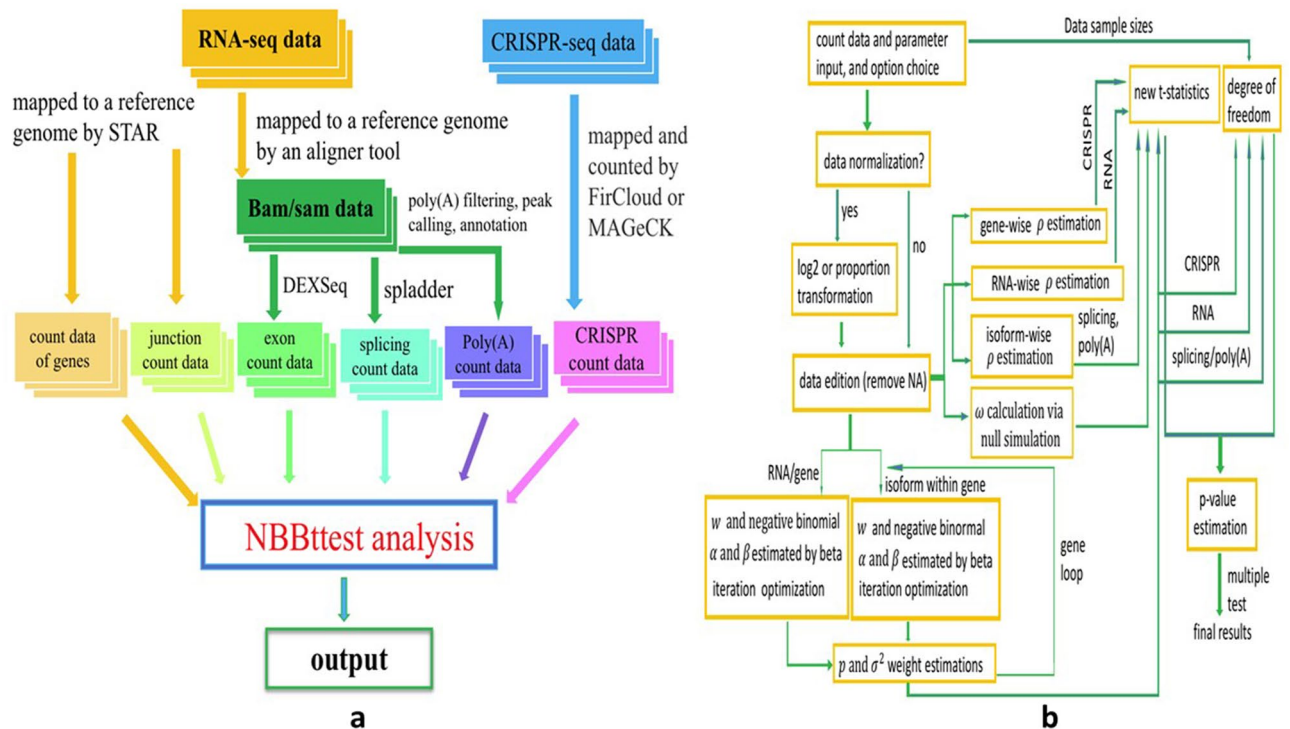 RNA-seq data
CRISPR-seq data
mapped to a reference
genome by STAR
mapped to a reference genome
by an aligner tool
mapped and
counted by
FirCloud or
MAGeCK
Bam/sam data
poly(A) filtering, peak
calling, annotation
DEXSeq
spladder
count data
of genes
junction
count data
exon
count data
splicing
count data
Poly(A)
count data
CRISPR
count data
NBBttest analysis
output
a
count data and parameter
input, and option choice
Data sample sizes
new t-statistics
degree of
freedom
CRISPR
RNA
data normalization?
yes
no
log2 or proportion
transformation
data edition (remove NA)
gene-wise ρ estimation
RNA-wise ρ estimation
isoform-wise
ρ estimation
splicing,
poly(A)
ω calculation via
null simulation
CRISPR
RNA
splicing/poly(A)
RNA/gene
isoform within gene
w and negative binomial
α and β estimated by beta
iteration optimization
w and negative binormal
α and β estimated by beta
iteration optimization
gene
loop
p and σ² weight estimations
p-value
estimation
multiple
test
final results
b